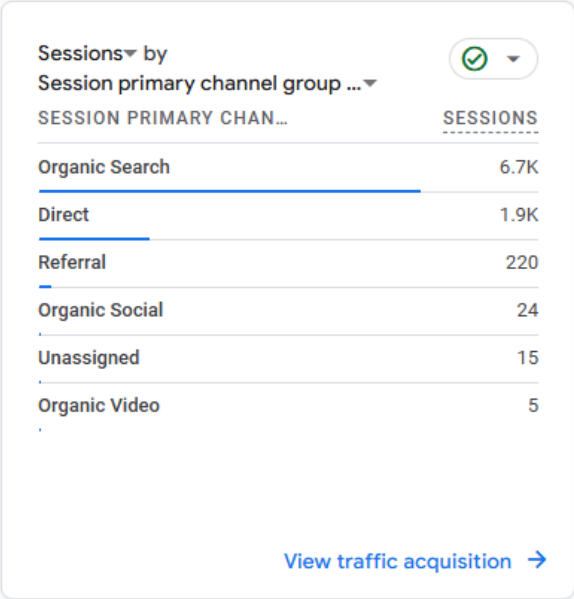 Sessions by
Session primary channel group ...
SESSION PRIMARY CHAN... SESSIONS
Organic Search 6.7K
Direct 1.9K
Referral 220
Organic Social 24
Unassigned 15
Organic Video 5
View traffic acquisition →